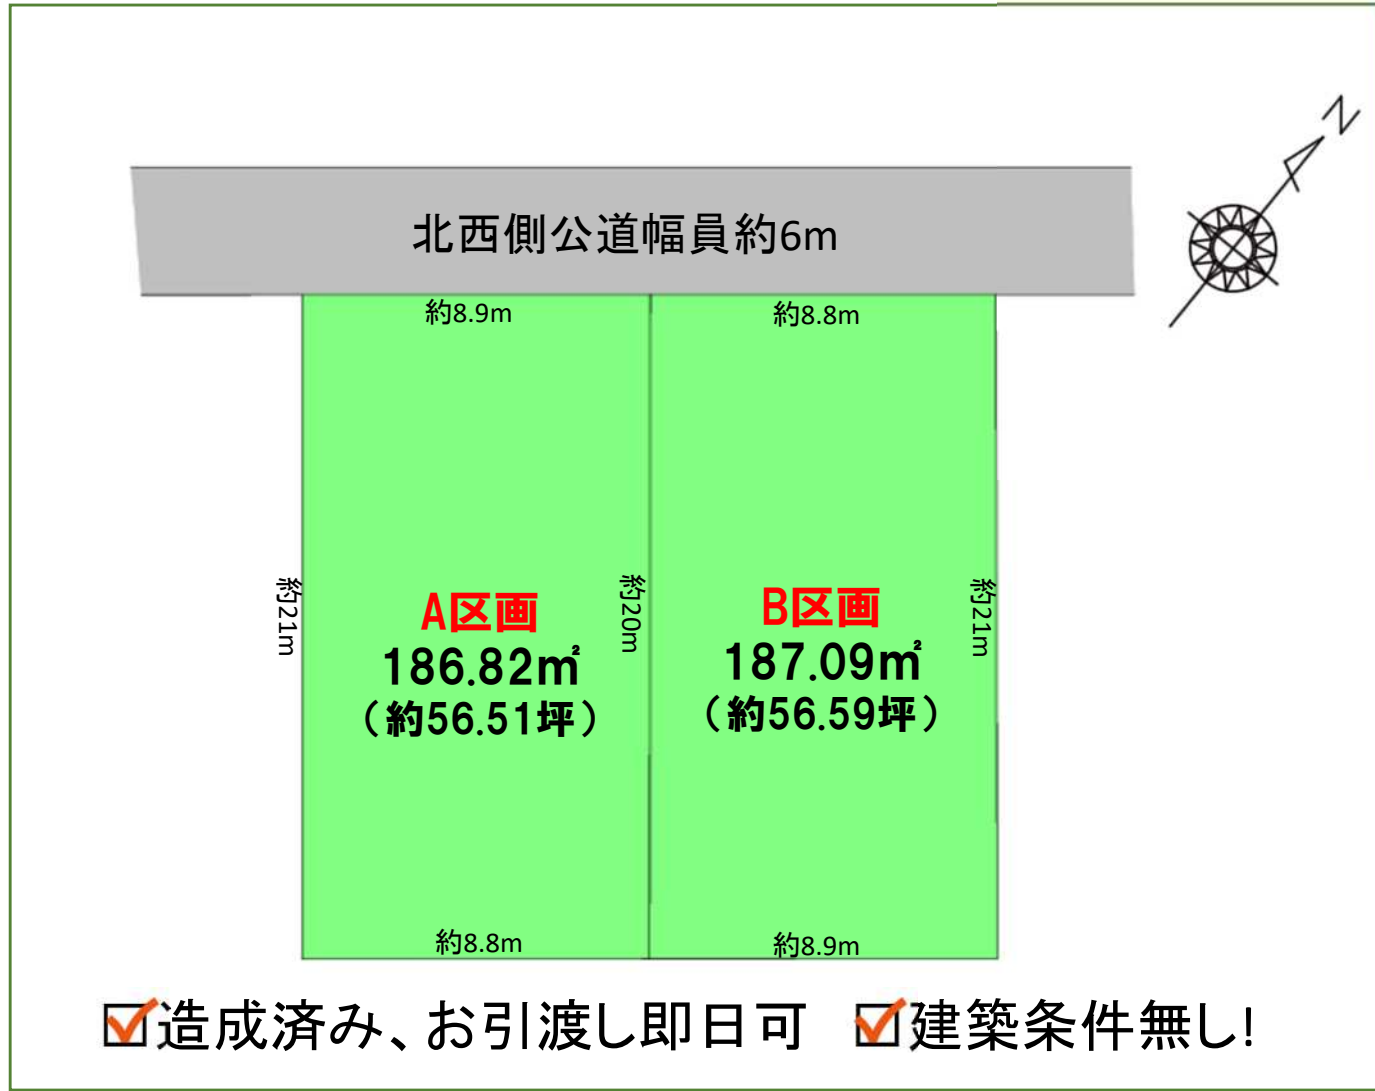 N
北西側公道幅員約6m
約8.9m
約8.8m
約21m
約20m
約21m
A区画
186.82㎡
（約56.51坪）
B区画
187.09㎡
（約56.59坪）
約8.8m
約8.9m
☑造成済み、お引渡し即日可
☑建築条件無し!